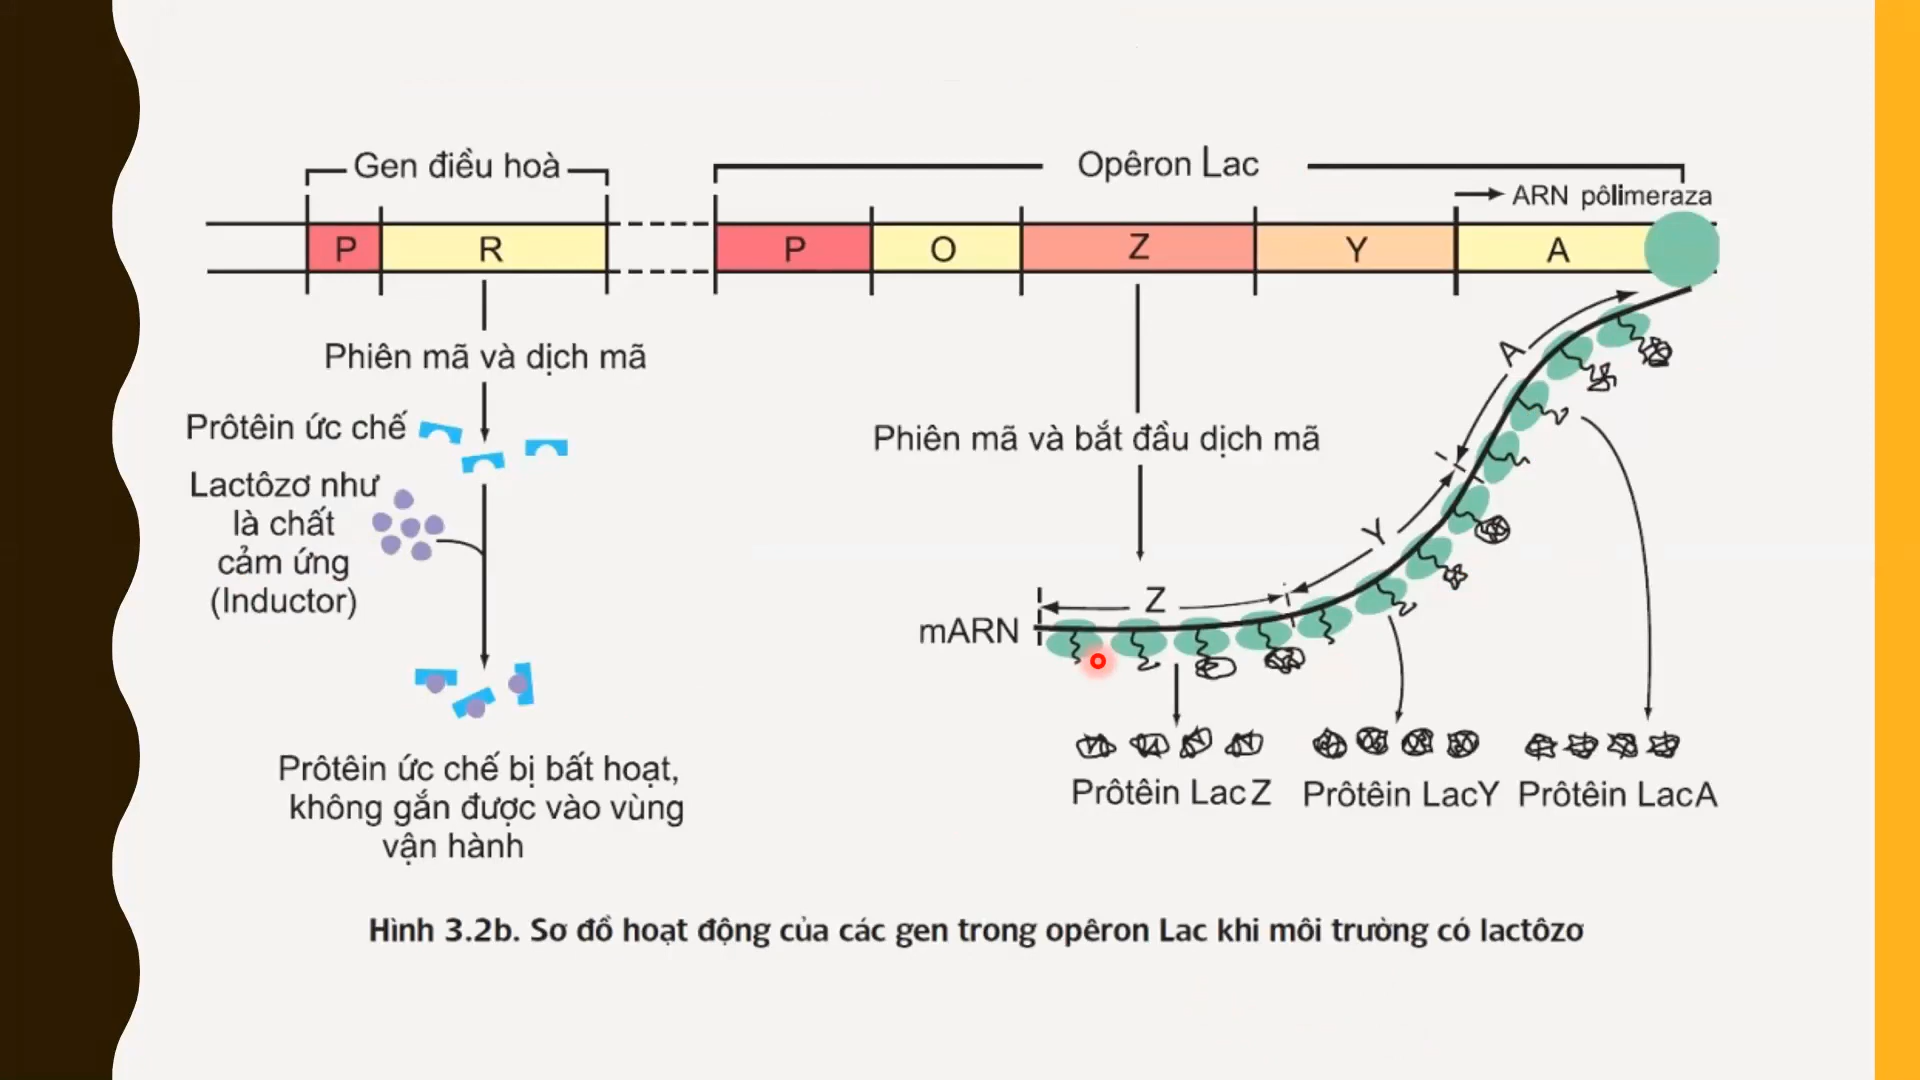 Gen điều hoà
Opêron Lac
ARN pôlimeraza
P R P O Z Y A
Phiên mã và dịch mã
Prôtêin ức chế
Lactôzơ như
là chất
cảm ứng
(Inductor)
Prôtêin ức chế bị bất hoạt,
không gắn được vào vùng
vận hành
Phiên mã và bắt đầu dịch mã
A
Y
Z
mARN
Prôtêin Lac Z
Prôtêin LacY
Prôtêin LacA
Hình 3.2b. Sơ đồ hoạt động của các gen trong opêron Lac khi môi trường có lactôzơ